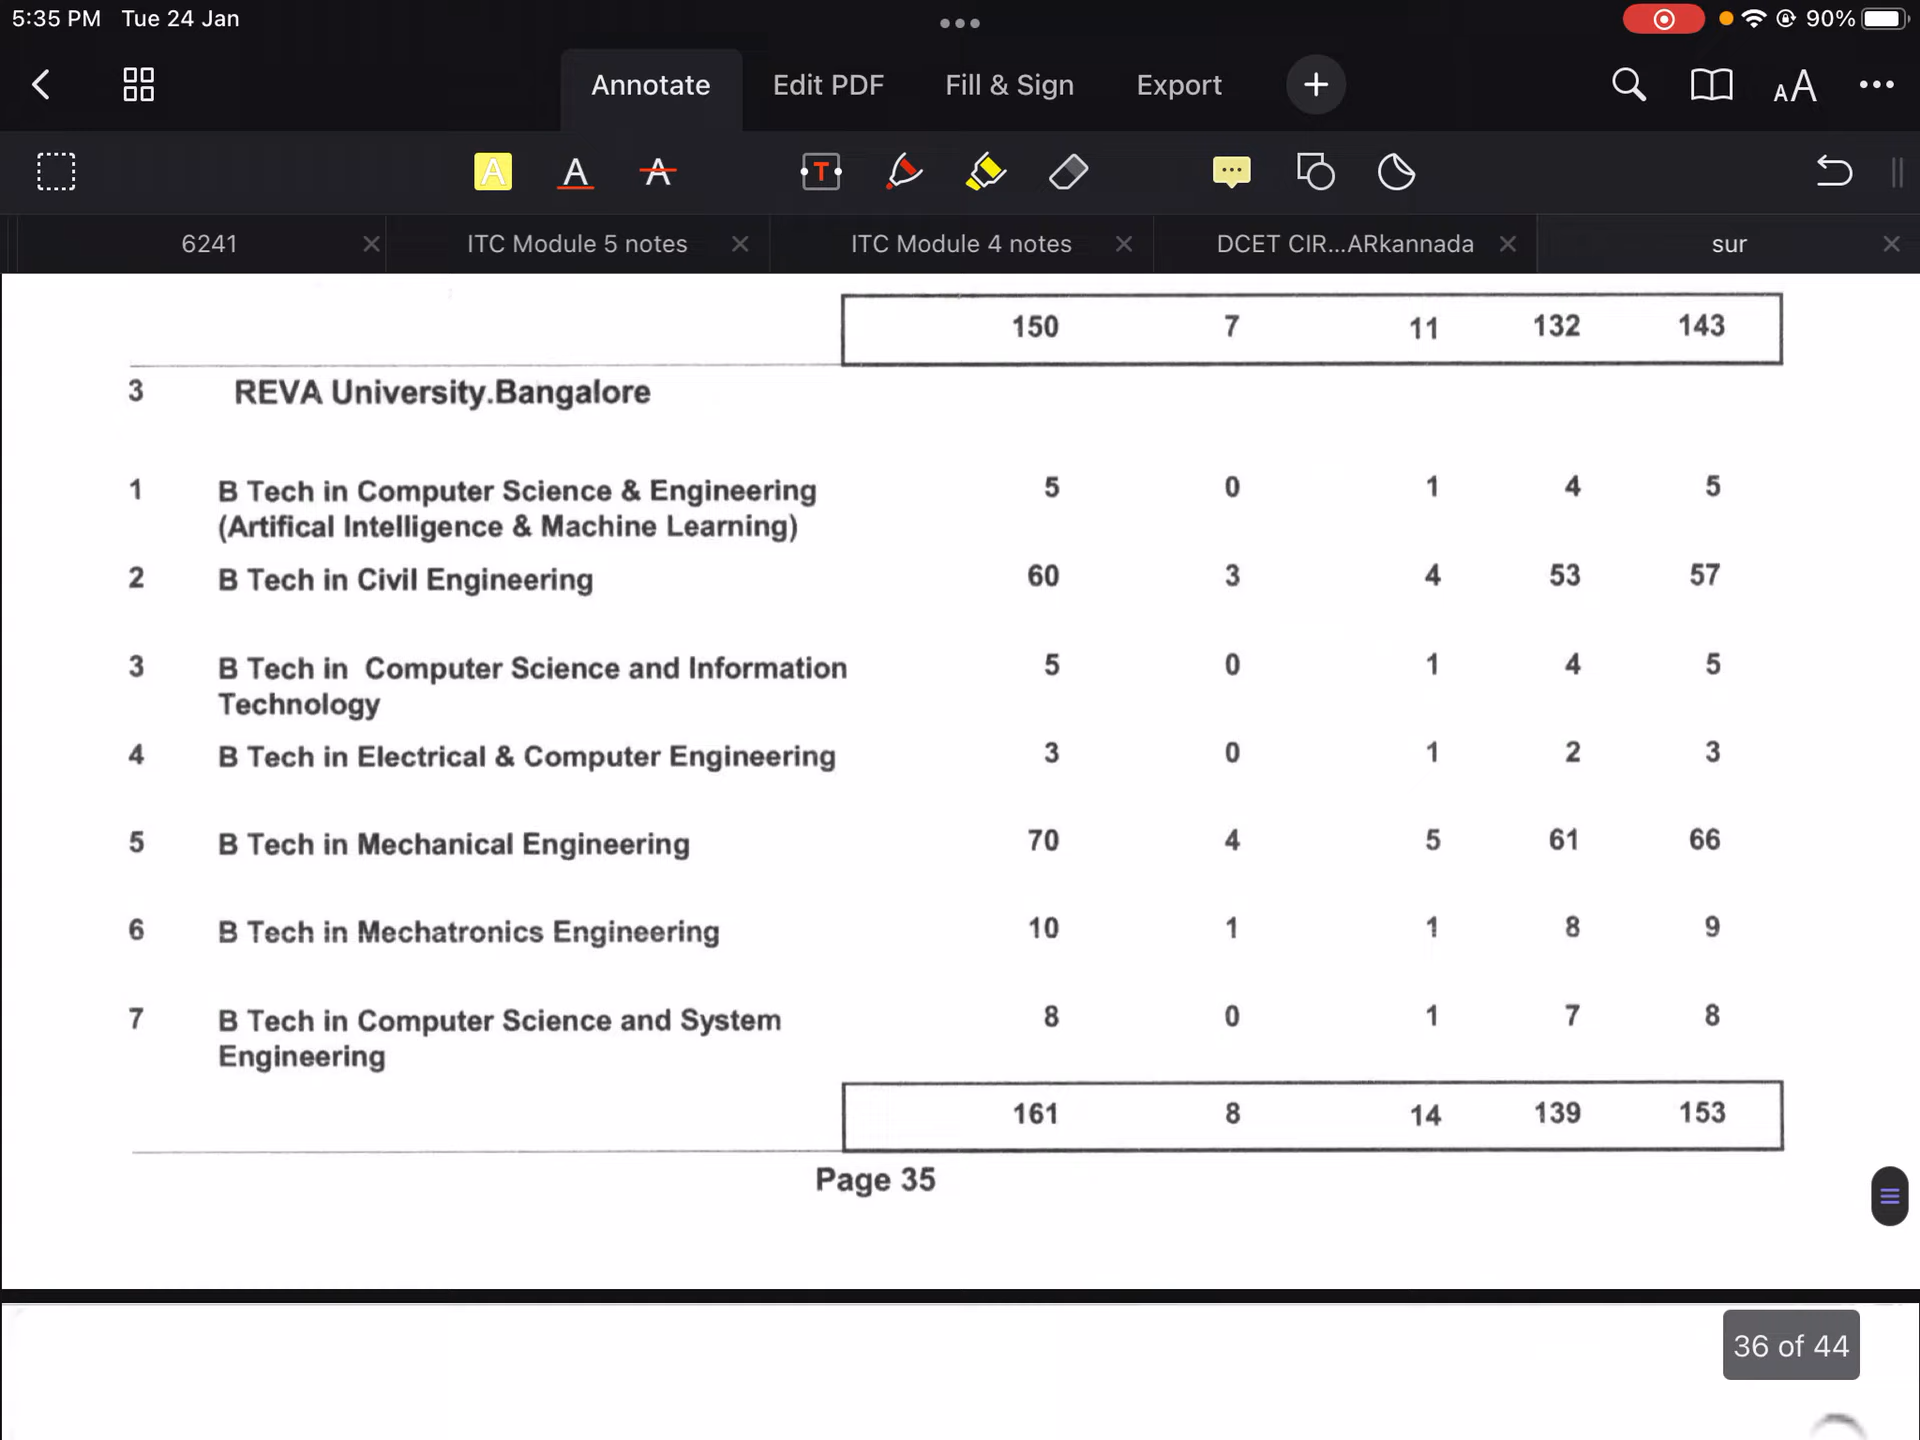 5:35 PM Tue 24 Jan
90%
Annotate Edit PDF Fill & Sign Export
AA
A A A T
6241 ITC Module 5 notes ITC Module 4 notes DCET CIR...ARkannada sur
150 7 11 132 143
3 REVA University.Bangalore
1 B Tech in Computer Science & Engineering 5 0 1 4 5
(Artifical Intelligence & Machine Learning)
2 B Tech in Civil Engineering 60 3 4 53 57
3 B Tech in Computer Science and Information 5 0 1 4 5
Technology
4 B Tech in Electrical & Computer Engineering 3 0 1 2 3
5 B Tech in Mechanical Engineering 70 4 5 61 66
6 B Tech in Mechatronics Engineering 10 1 1 8 9
7 B Tech in Computer Science and System 8 0 1 7 8
Engineering
161 8 14 139 153
Page 35
36 of 44